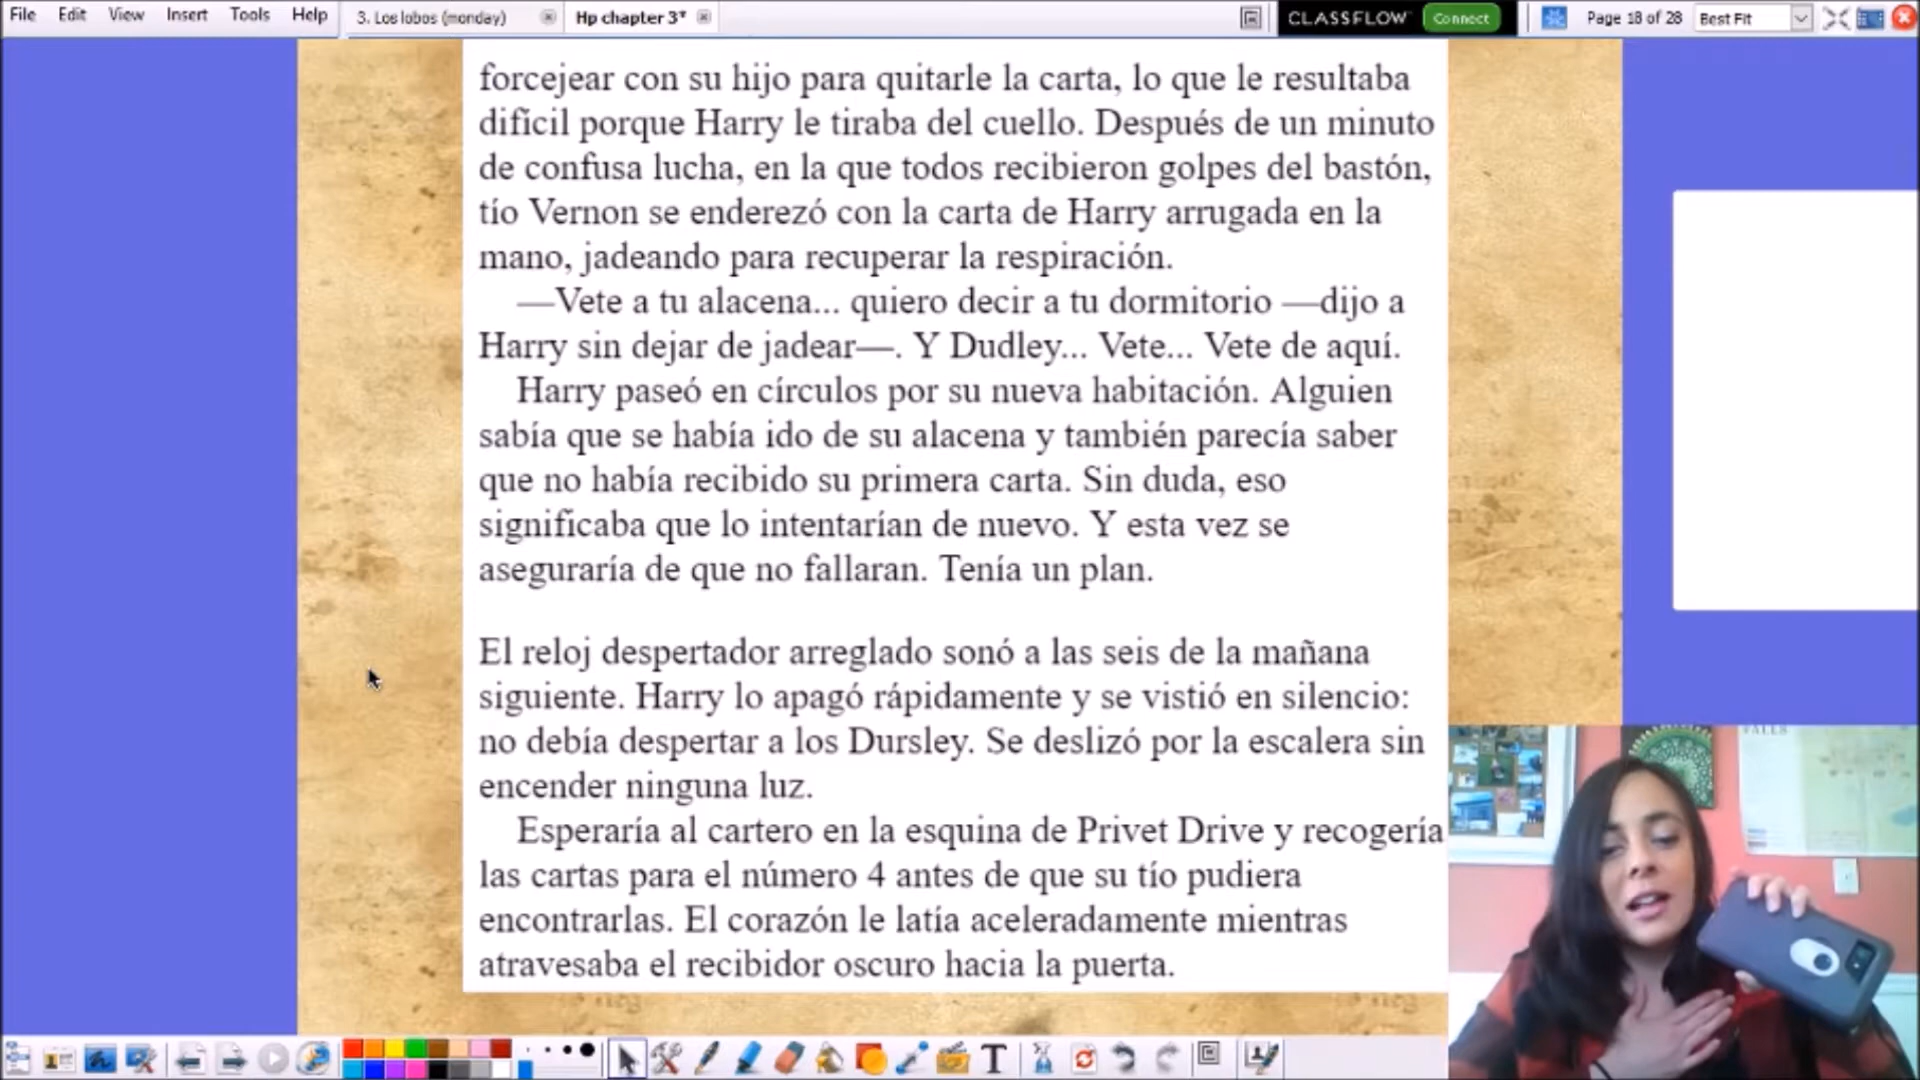 File Edit View Insert Tools Help 3. Los lobos (monday) Hp chapter 3* CLASSFLOW Connect Page 18 of 28 Best Fit
forcejear con su hijo para quitarle la carta, lo que le resultaba
difícil porque Harry le tiraba del cuello. Después de un minuto
de confusa lucha, en la que todos recibieron golpes del bastón,
tío Vernon se enderezó con la carta de Harry arrugada en la
mano, jadeando para recuperar la respiración.
—Vete a tu alacena... quiero decir a tu dormitorio —dijo a
Harry sin dejar de jadear—. Y Dudley... Vete... Vete de aquí.
Harry paseó en círculos por su nueva habitación. Alguien
sabía que se había ido de su alacena y también parecía saber
que no había recibido su primera carta. Sin duda, eso
significaba que lo intentarían de nuevo. Y esta vez se
aseguraría de que no fallaran. Tenía un plan.
El reloj despertador arreglado sonó a las seis de la mañana
siguiente. Harry lo apagó rápidamente y se vistió en silencio:
no debía despertar a los Dursley. Se deslizó por la escalera sin
encender ninguna luz.
Esperaría al cartero en la esquina de Privet Drive y recogería
las cartas para el número 4 antes de que su tío pudiera
encontrarlas. El corazón le latía aceleradamente mientras
atravesaba el recibidor oscuro hacia la puerta.